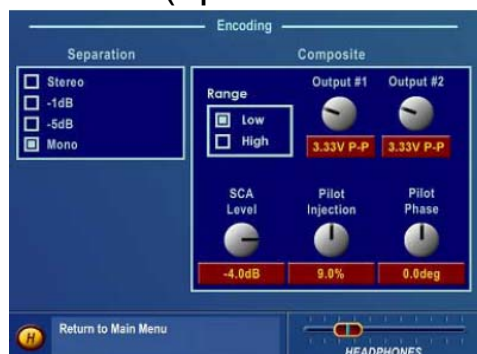 Encoding
Separation
Stereo
-1dB
-5dB
Mono
Composite
Range
Low
High
Output #1
Output #2
3.33V P-P
3.33V P-P
SCA
Level
Pilot
Injection
Pilot
Phase
-4.0dB
9.0%
0.0deg
H
Return to Main Menu
HEADPHONES